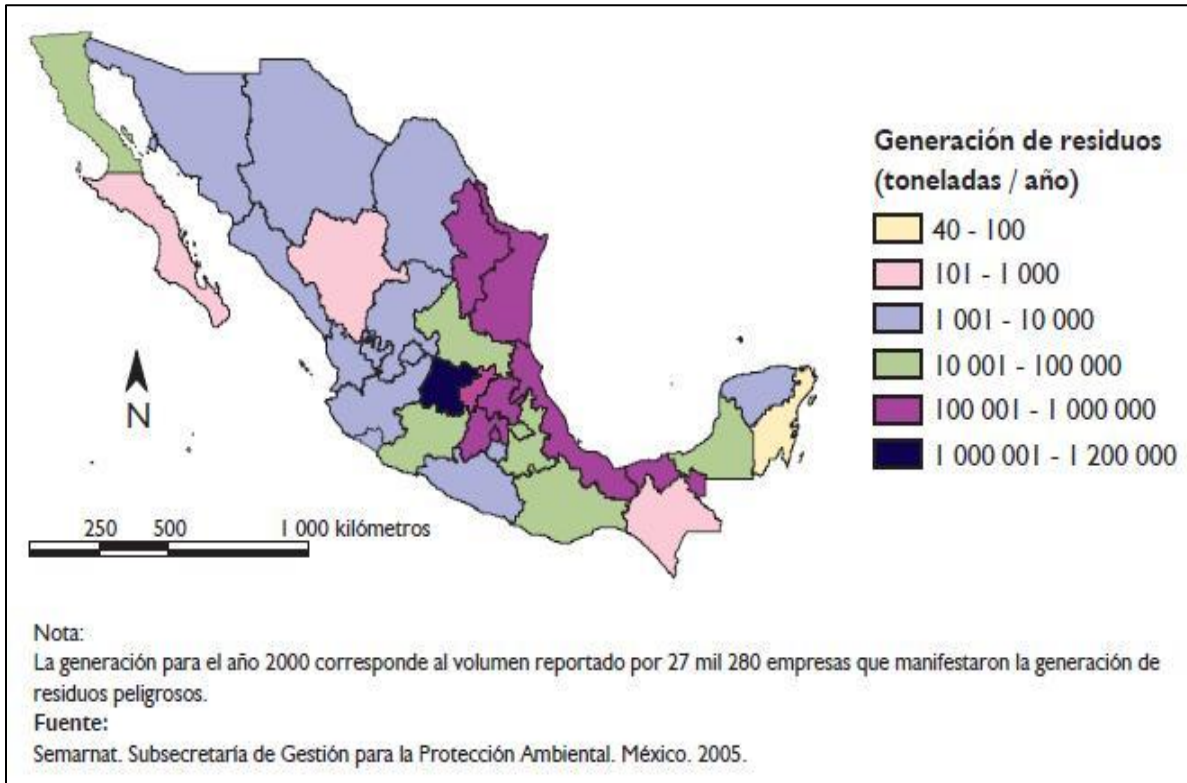 Generación de residuos
(toneladas / año)
40 - 100
101 - 1 000
1 001 - 10 000
10 001 - 100 000
100 001 - 1 000 000
1 000 001 - 1 200 000
N
250 500 1 000 kilómetros
Nota:
La generación para el año 2000 corresponde al volumen reportado por 27 mil 280 empresas que manifestaron la generación de
residuos peligrosos.
Fuente:
Semarnat. Subsecretaría de Gestión para la Protección Ambiental. México. 2005.